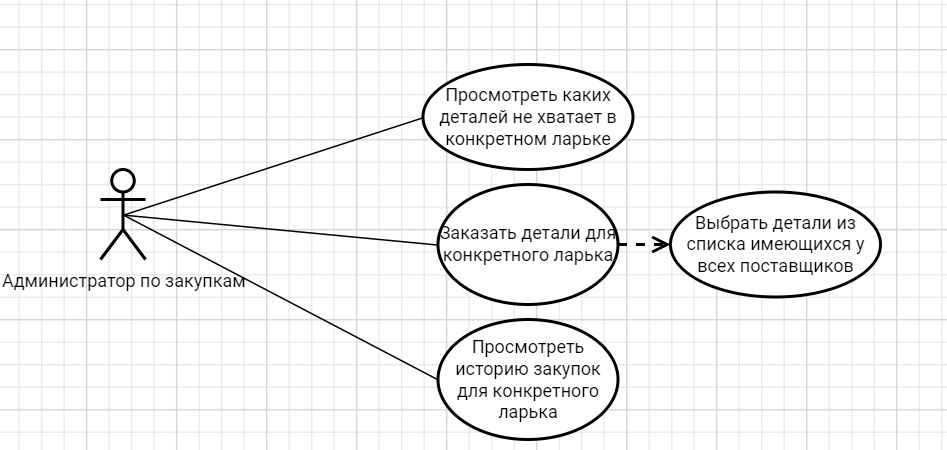 Просмотреть каких
деталей не хватает в
конкретном ларьке
Администратор по закупкам
Заказать детали для
конкретного ларька
Выбрать детали из
списка имеющихся у
всех поставщиков
Просмотреть
историю закупок
для конкретного
ларька